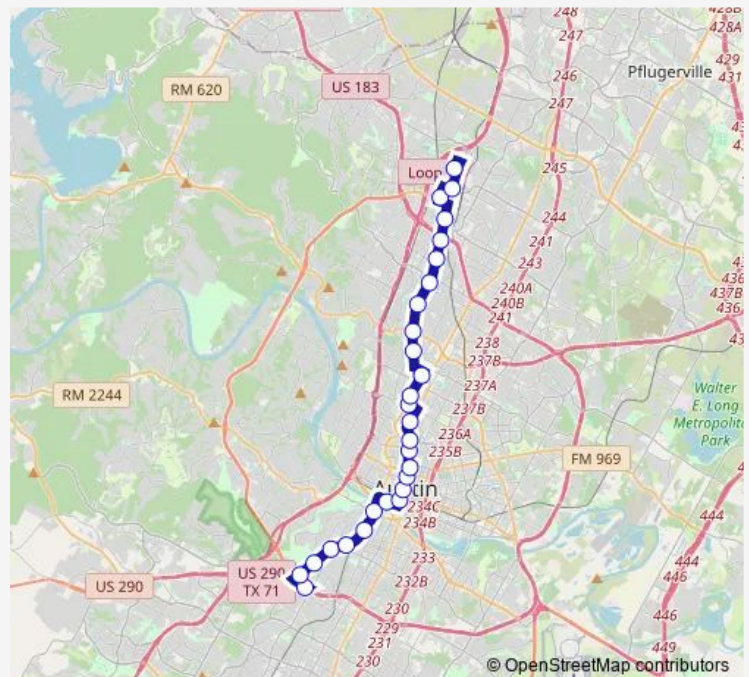 248
247
428B
428A
429
431
Pflugerville
US 183
RM 620
246
247
245
Loop
244
241
243
240A
240B
241
436
437B
436
238
237B
237A
RM 2244
Walter
E. Long
Metropolit
Park
237B
236A
235B
FM 969
Austin
234C
234B
444
233
US 290
TX 71
US 290
232B
444
446
230
229
231
230
446
449
© OpenStreetMap contributors